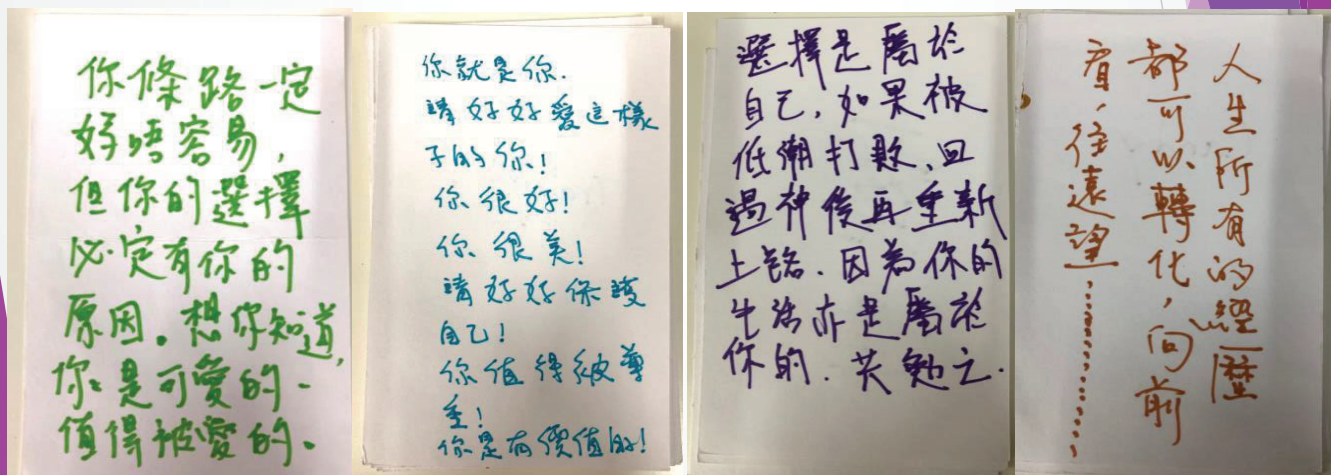 你條路一定
好唔容易，
但你的選擇
必定有你的
原因。想你知道，
你是可愛的、
值得被愛的。
你就是你.
請好好愛這樣
子的你！
你很好！
你很美！
請好好保護
自己！
你值得被尊
重！
你是有價值的！
選擇是屬於
自己，如果被
低潮打敗，回
過神後再重新
上路．因為你的
生活亦是屬於
你的．共勉之．
人生所有的經歷
都可以轉化，向前
看，往遠望，…………